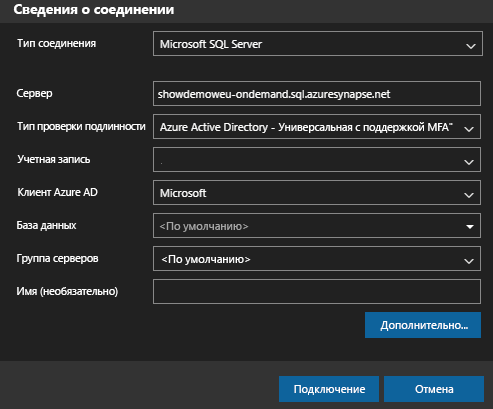 Сведения о соединении
Тип соединения
Microsoft SQL Server
Сервер
showdemoweu-ondemand.sql.azuresynapse.net
Тип проверки подлинности
Azure Active Directory - Универсальная с поддержкой MFA"
Учетная запись
Клиент Azure AD
Microsoft
База данных
<По умолчанию>
Группа серверов
<По умолчанию>
Имя (необязательно)
Дополнительно...
Подключение
Отмена